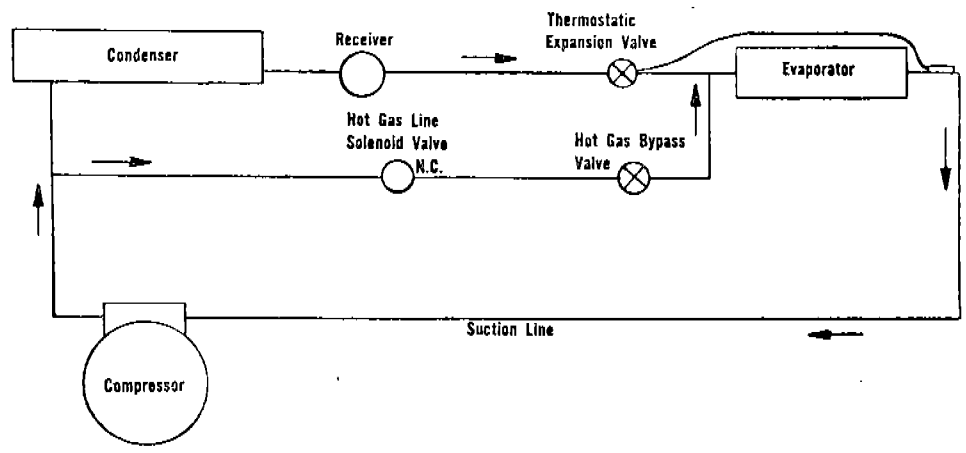 Thermostatic
Expansion Valve
Condenser
Receiver
Evaporator
Hot Gas Line
Solenoid Valve
N.C.
Hot Gas Bypass
Valve
Suction Line
Compressor